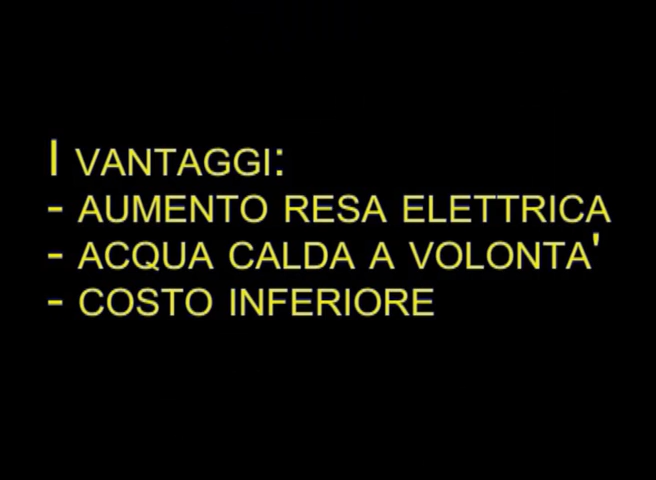 I VANTAGGI:
- AUMENTO RESA ELETTRICA
- ACQUA CALDA A VOLONTA'
- COSTO INFERIORE